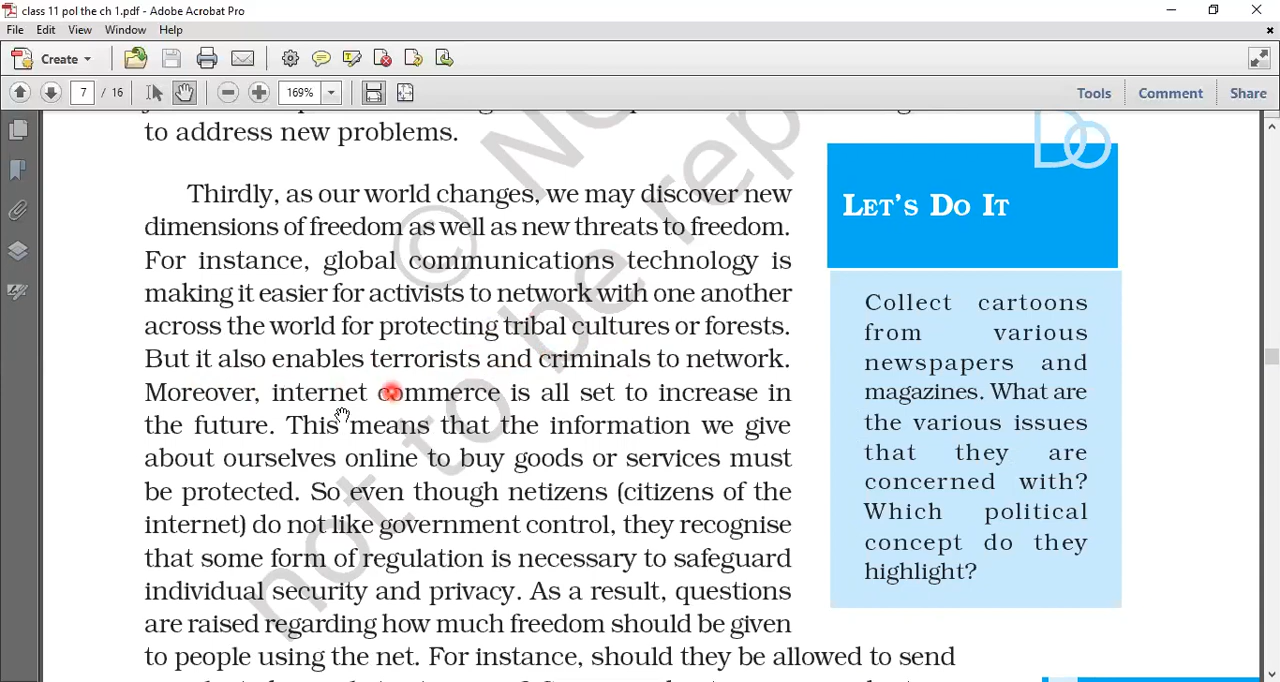 class 11 pol the ch 1.pdf - Adobe Acrobat Pro
File Edit View Window Help
Create
7 / 16 169% Tools Comment Share
to address new problems.
Thirdly, as our world changes, we may discover new
dimensions of freedom as well as new threats to freedom.
For instance, global communications technology is
making it easier for activists to network with one another
across the world for protecting tribal cultures or forests.
But it also enables terrorists and criminals to network.
Moreover, internet commerce is all set to increase in
the future. This means that the information we give
about ourselves online to buy goods or services must
be protected. So even though netizens (citizens of the
internet) do not like government control, they recognise
that some form of regulation is necessary to safeguard
individual security and privacy. As a result, questions
are raised regarding how much freedom should be given
to people using the net. For instance, should they be allowed to send
DO
LET'S DO IT
Collect cartoons
from various
newspapers and
magazines. What are
the various issues
that they are
concerned with?
Which political
concept do they
highlight?
©
not to be rep